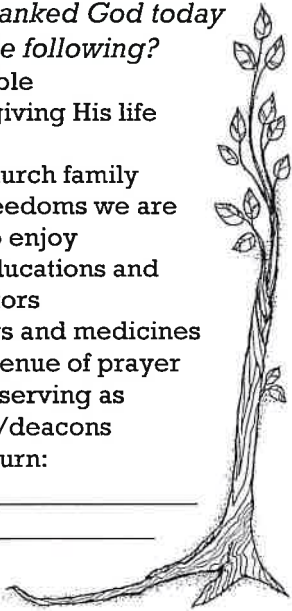 anked God today
e following?
ble
giving His life
urch family
eedoms we are
o enjoy
ducations and
tors
rs and medicines
enue of prayer
serving as
/deacons
urn: